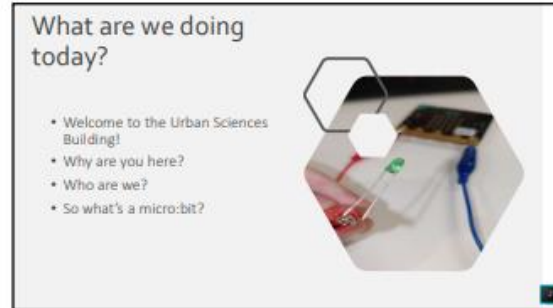 What are we doing
today?
• Welcome to the Urban Sciences
Building!
• Why are you here?
• Who are we?
• So what's a micro:bit?